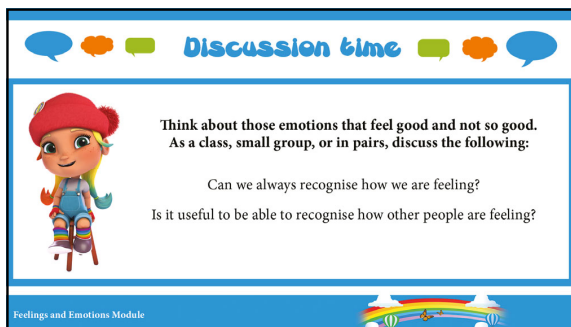 Discussion time
Think about those emotions that feel good and not so good.
As a class, small group, or in pairs, discuss the following:
Can we always recognise how we are feeling?
Is it useful to be able to recognise how other people are feeling?
Feelings and Emotions Module